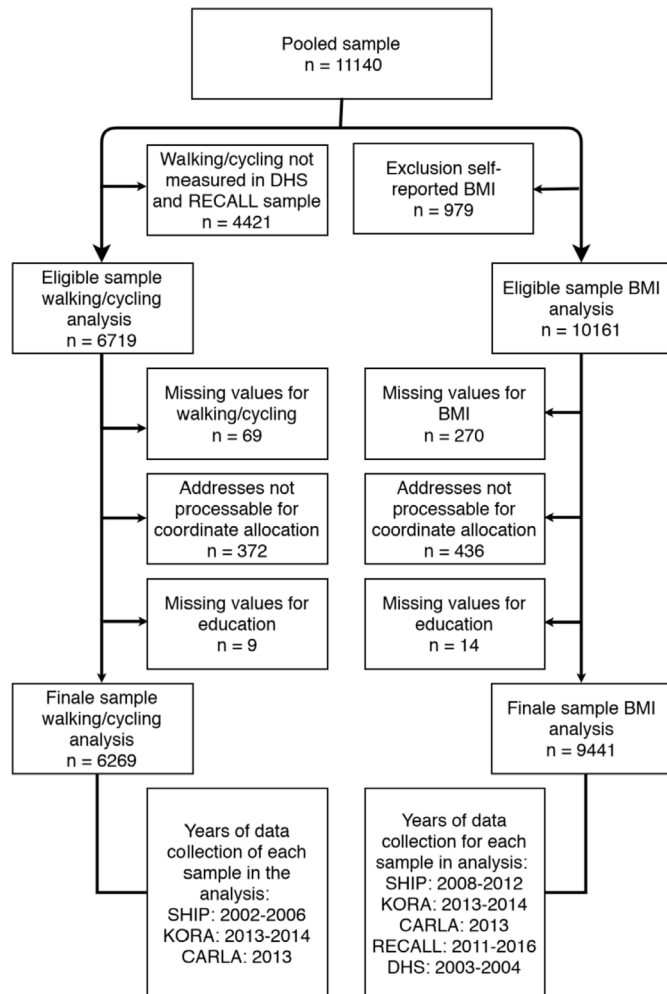 Pooled sample
n = 11140
Walking/cycling not
measured in DHS
and RECALL sample
n = 4421
Exclusion self-
reported BMI
n = 979
Eligible sample
walking/cycling
analysis
n = 6719
Eligible sample BMI
analysis
n = 10161
Missing values for
walking/cycling
n = 69
Missing values for
BMI
n = 270
Addresses not
processable for
coordinate allocation
n = 372
Addresses not
processable for
coordinate allocation
n = 436
Missing values for
education
n = 9
Missing values for
education
n = 14
Finale sample
walking/cycling
analysis
n = 6269
Finale sample BMI
analysis
n = 9441
Years of data
collection of each
sample in the
analysis:
SHIP: 2002-2006
KORA: 2013-2014
CARLA: 2013
Years of data
collection for each
sample in analysis:
SHIP: 2008-2012
KORA: 2013-2014
CARLA: 2013
RECALL: 2011-2016
DHS: 2003-2004